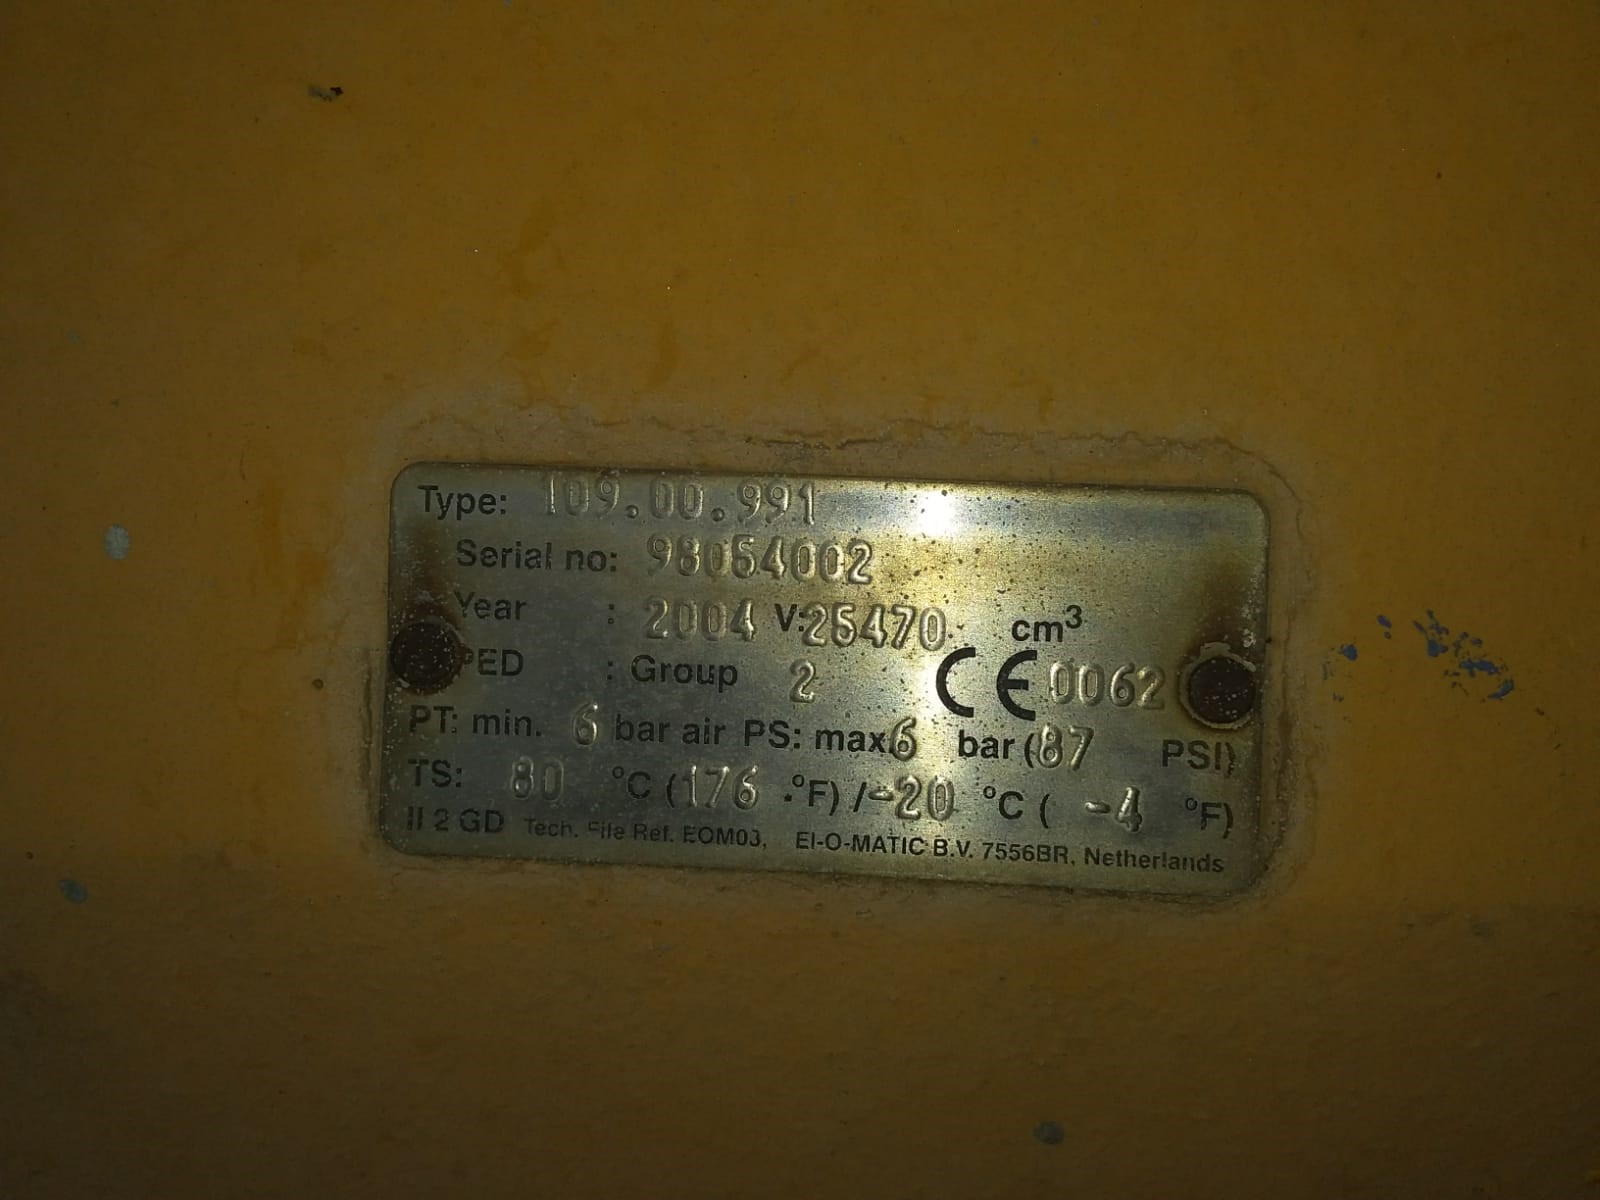 Type: 109.00.991
Serial no: 98054002
Year : 2004 V:25470 cm³
PED : Group 2 CE 0062
PT: min. 6 bar air PS: max 6 bar (87 PSI)
TS: 80 °C (176 °F) /-20 °C ( -4 °F)
II 2 GD Tech. File Ref. EOM03, El-O-MATIC B.V. 7556BR, Netherlands